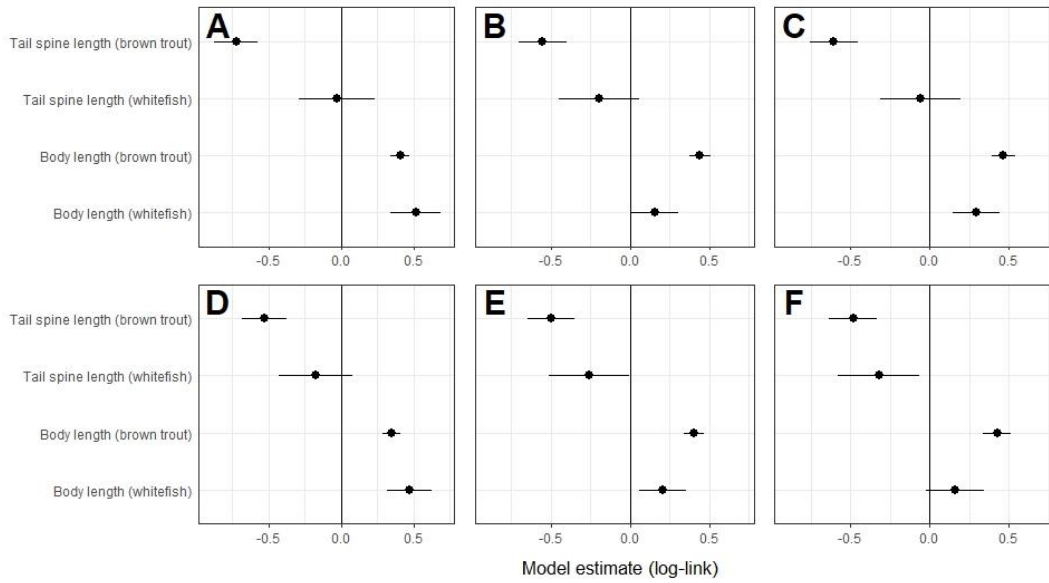 A B C
Tail spine length (brown trout)
Tail spine length (whitefish)
Body length (brown trout)
Body length (whitefish)
-0.5 0.0 0.5 -0.5 0.0 0.5 -0.5 0.0 0.5
D E F
Tail spine length (brown trout)
Tail spine length (whitefish)
Body length (brown trout)
Body length (whitefish)
-0.5 0.0 0.5 -0.5 0.0 0.5 -0.5 0.0 0.5
Model estimate (log-link)